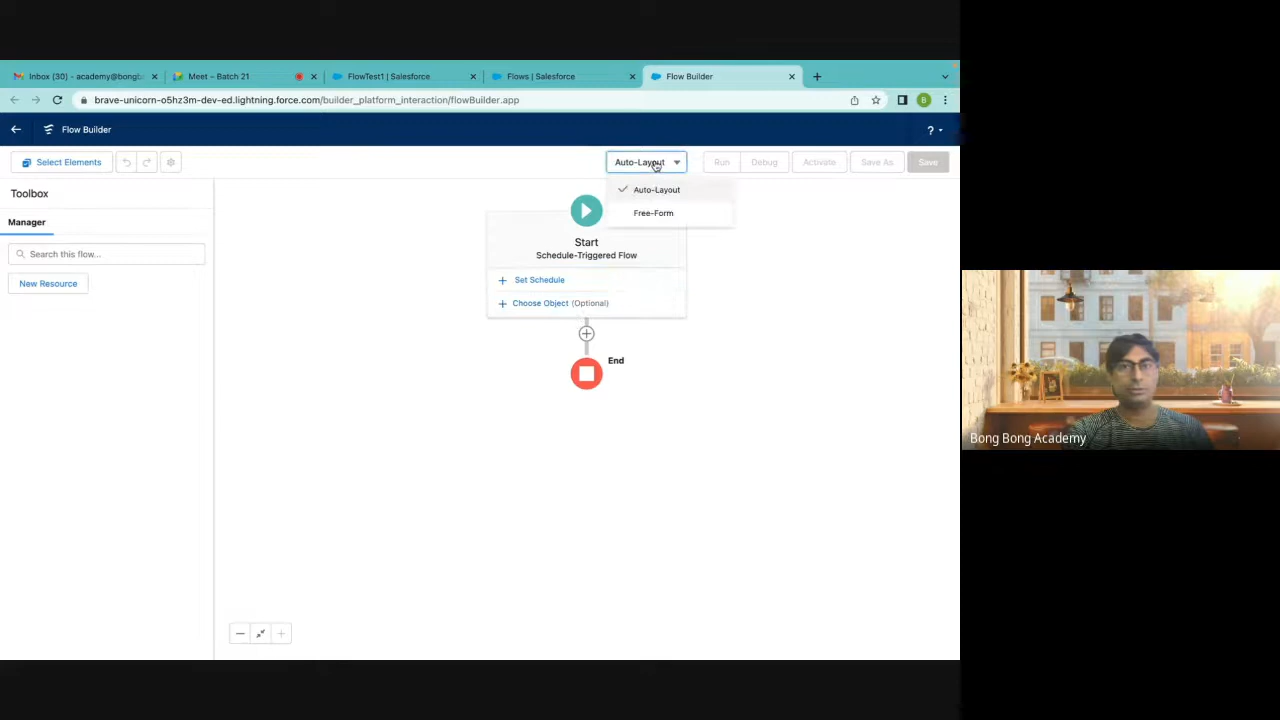 Inbox (30) - academy@bongb
Meet – Batch 21
FlowTest1 | Salesforce
Flows | Salesforce
Flow Builder
brave-unicorn-o5hz3m-dev-ed.lightning.force.com/builder_platform_interaction/flowBuilder.app
B
Flow Builder
?
Select Elements
Auto-Layout
Run
Debug
Activate
Save As
Save
Auto-Layout
Free-Form
Toolbox
Manager
Search this flow...
New Resource
Start
Schedule-Triggered Flow
Set Schedule
Choose Object (Optional)
End
Bong Bong Academy